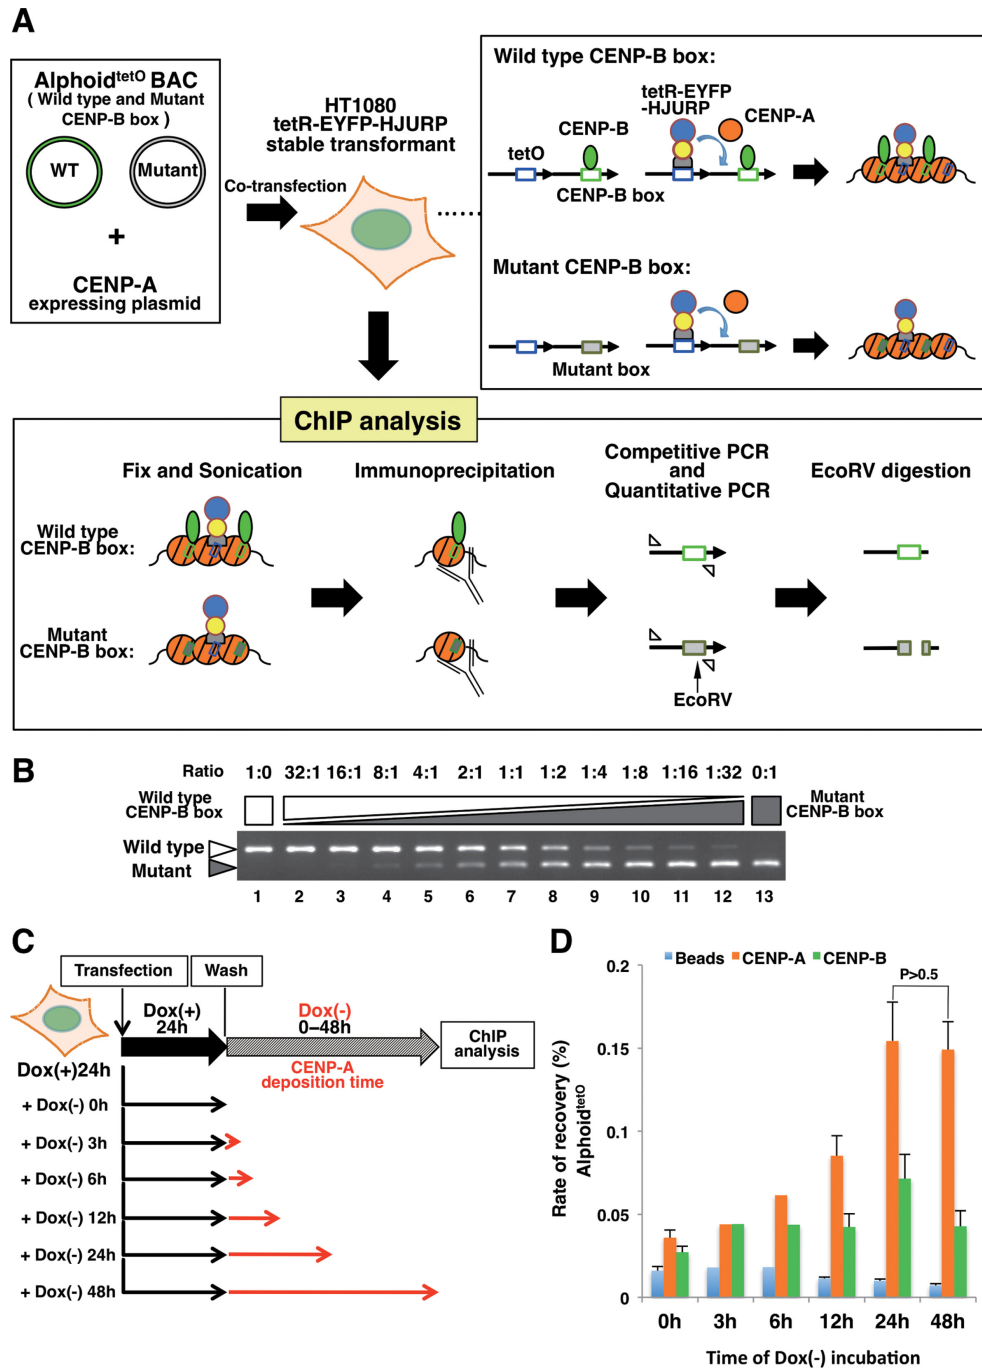 A
Alphoid^tetO BAC
( Wild type and Mutant
CENP-B box )
WT
Mutant
+
CENP-A
expressing plasmid
HT1080
tetR-EYFP-HJURP
stable transformant
Co-transfection
Wild type CENP-B box:
tetR-EYFP
-HJURP
CENP-B
CENP-A
tetO
CENP-B box
Mutant CENP-B box:
Mutant box
ChIP analysis
Fix and Sonication
Immunoprecipitation
Competitive PCR
and
Quantitative PCR
EcoRV digestion
Wild type
CENP-B box:
Mutant
CENP-B box:
EcoRV
B
Ratio 1:0 32:1 16:1 8:1 4:1 2:1 1:1 1:2 1:4 1:8 1:16 1:32 0:1
Wild type
CENP-B box
Mutant
CENP-B box
Wild type
Mutant
1 2 3 4 5 6 7 8 9 10 11 12 13
C
Transfection
Wash
Dox(+)
24h
Dox(-)
0–48h
ChIP
analysis
CENP-A
deposition time
Dox(+)24h
+ Dox(-) 0h
+ Dox(-) 3h
+ Dox(-) 6h
+ Dox(-) 12h
+ Dox(-) 24h
+ Dox(-) 48h
D
Beads CENP-A CENP-B
P>0.5
0.2
0.15
0.1
0.05
0
Rate of recovery (%)
Alphoid^tetO
0h 3h 6h 12h 24h 48h
Time of Dox(-) incubation